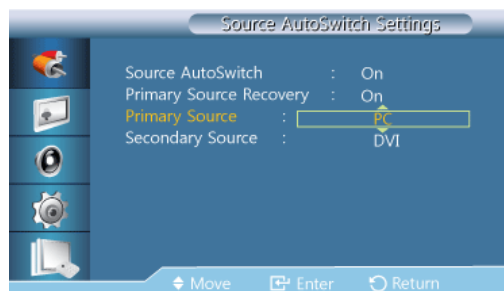 Source AutoSwitch Settings
Source AutoSwitch : On
Primary Source Recovery : On
Primary Source : PC
Secondary Source : DVI
Move Enter Return